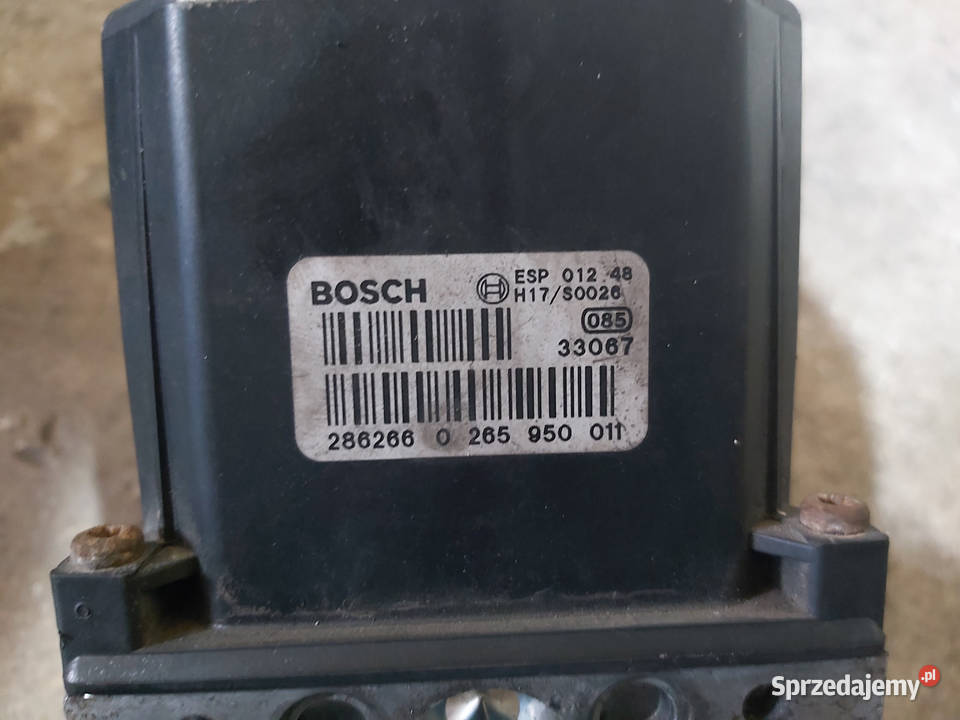 BOSCH
ESP 012 48
H17/S0026
085
33067
286266 0 265 950 011
Sprzedajemy.pl